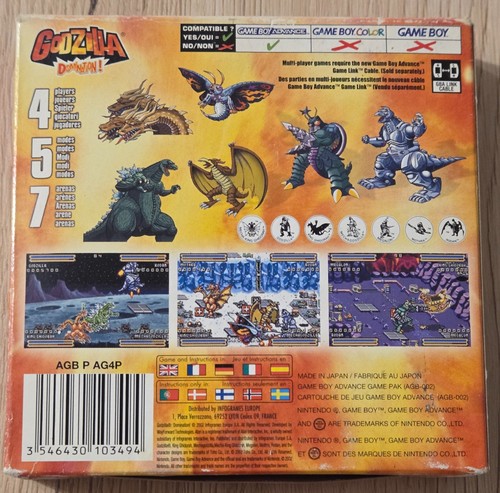 GODZILLA
DOMINATION!
COMPATIBLE ?
YES/OUI = ✓
NO/NON = ✗
GAME BOY ADVANCE
GAME BOY COLOR
GAME BOY
Multi-player games require the new Game Boy Advance™
Game Link™ Cable. (Sold separately.)
Des parties en multi-joueurs nécessitent le nouveau câble
Game Boy Advance™ Game Link™ (Vendu séparément.)
GBA LINK
CABLE
4 players
joueurs
Spieler
giocatori
jugadores
5 modes
modes
Modi
modi
modes
7 arenas
arènes
Arenas
arene
arenas
AGB P AG4P
3 546430 103494
Game and Instructions in: Jeu et Instructions en:
Instructions only in: Instructions seulement en:
Distributed by INFOGRAMES EUROPE
1, Place Verrazzano, 69252 LYON Cedex 09, FRANCE
MADE IN JAPAN / FABRIQUÉ AU JAPON
GAME BOY ADVANCE GAME PAK (AGB-002)
CARTOUCHE DE JEU GAME BOY ADVANCE (AGB-002)
NINTENDO ®, GAME BOY™, GAME BOY ADVANCE™
AND ARE TRADEMARKS OF NINTENDO CO.,LTD.
NINTENDO ®, GAME BOY™, GAME BOY ADVANCE™
ET SONT DES MARQUES DE NINTENDO CO.,LTD.